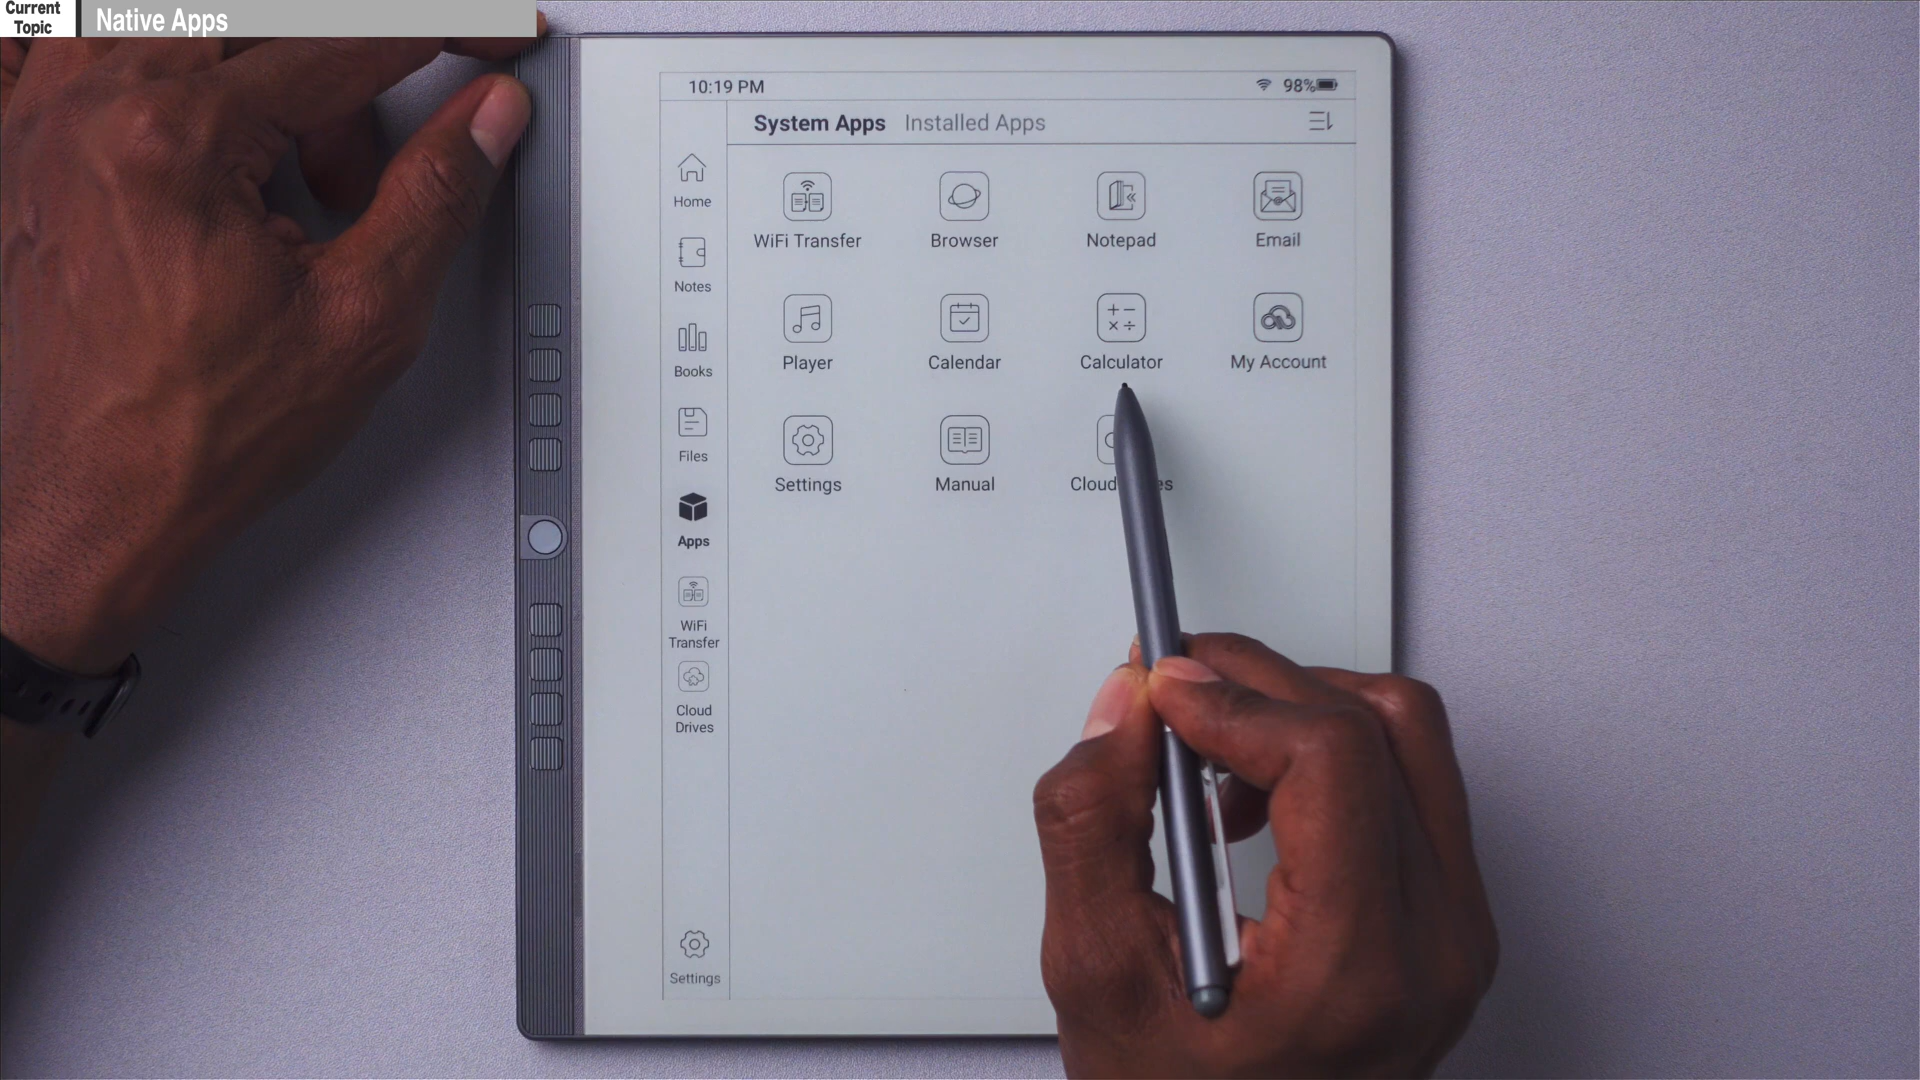 Current
Topic
Native Apps
10:19 PM
98%
System Apps Installed Apps
Home
Notes
Books
Files
Apps
WiFi
Transfer
Cloud
Drives
Settings
WiFi Transfer Browser Notepad Email
Player Calendar Calculator My Account
Settings Manual Cloud